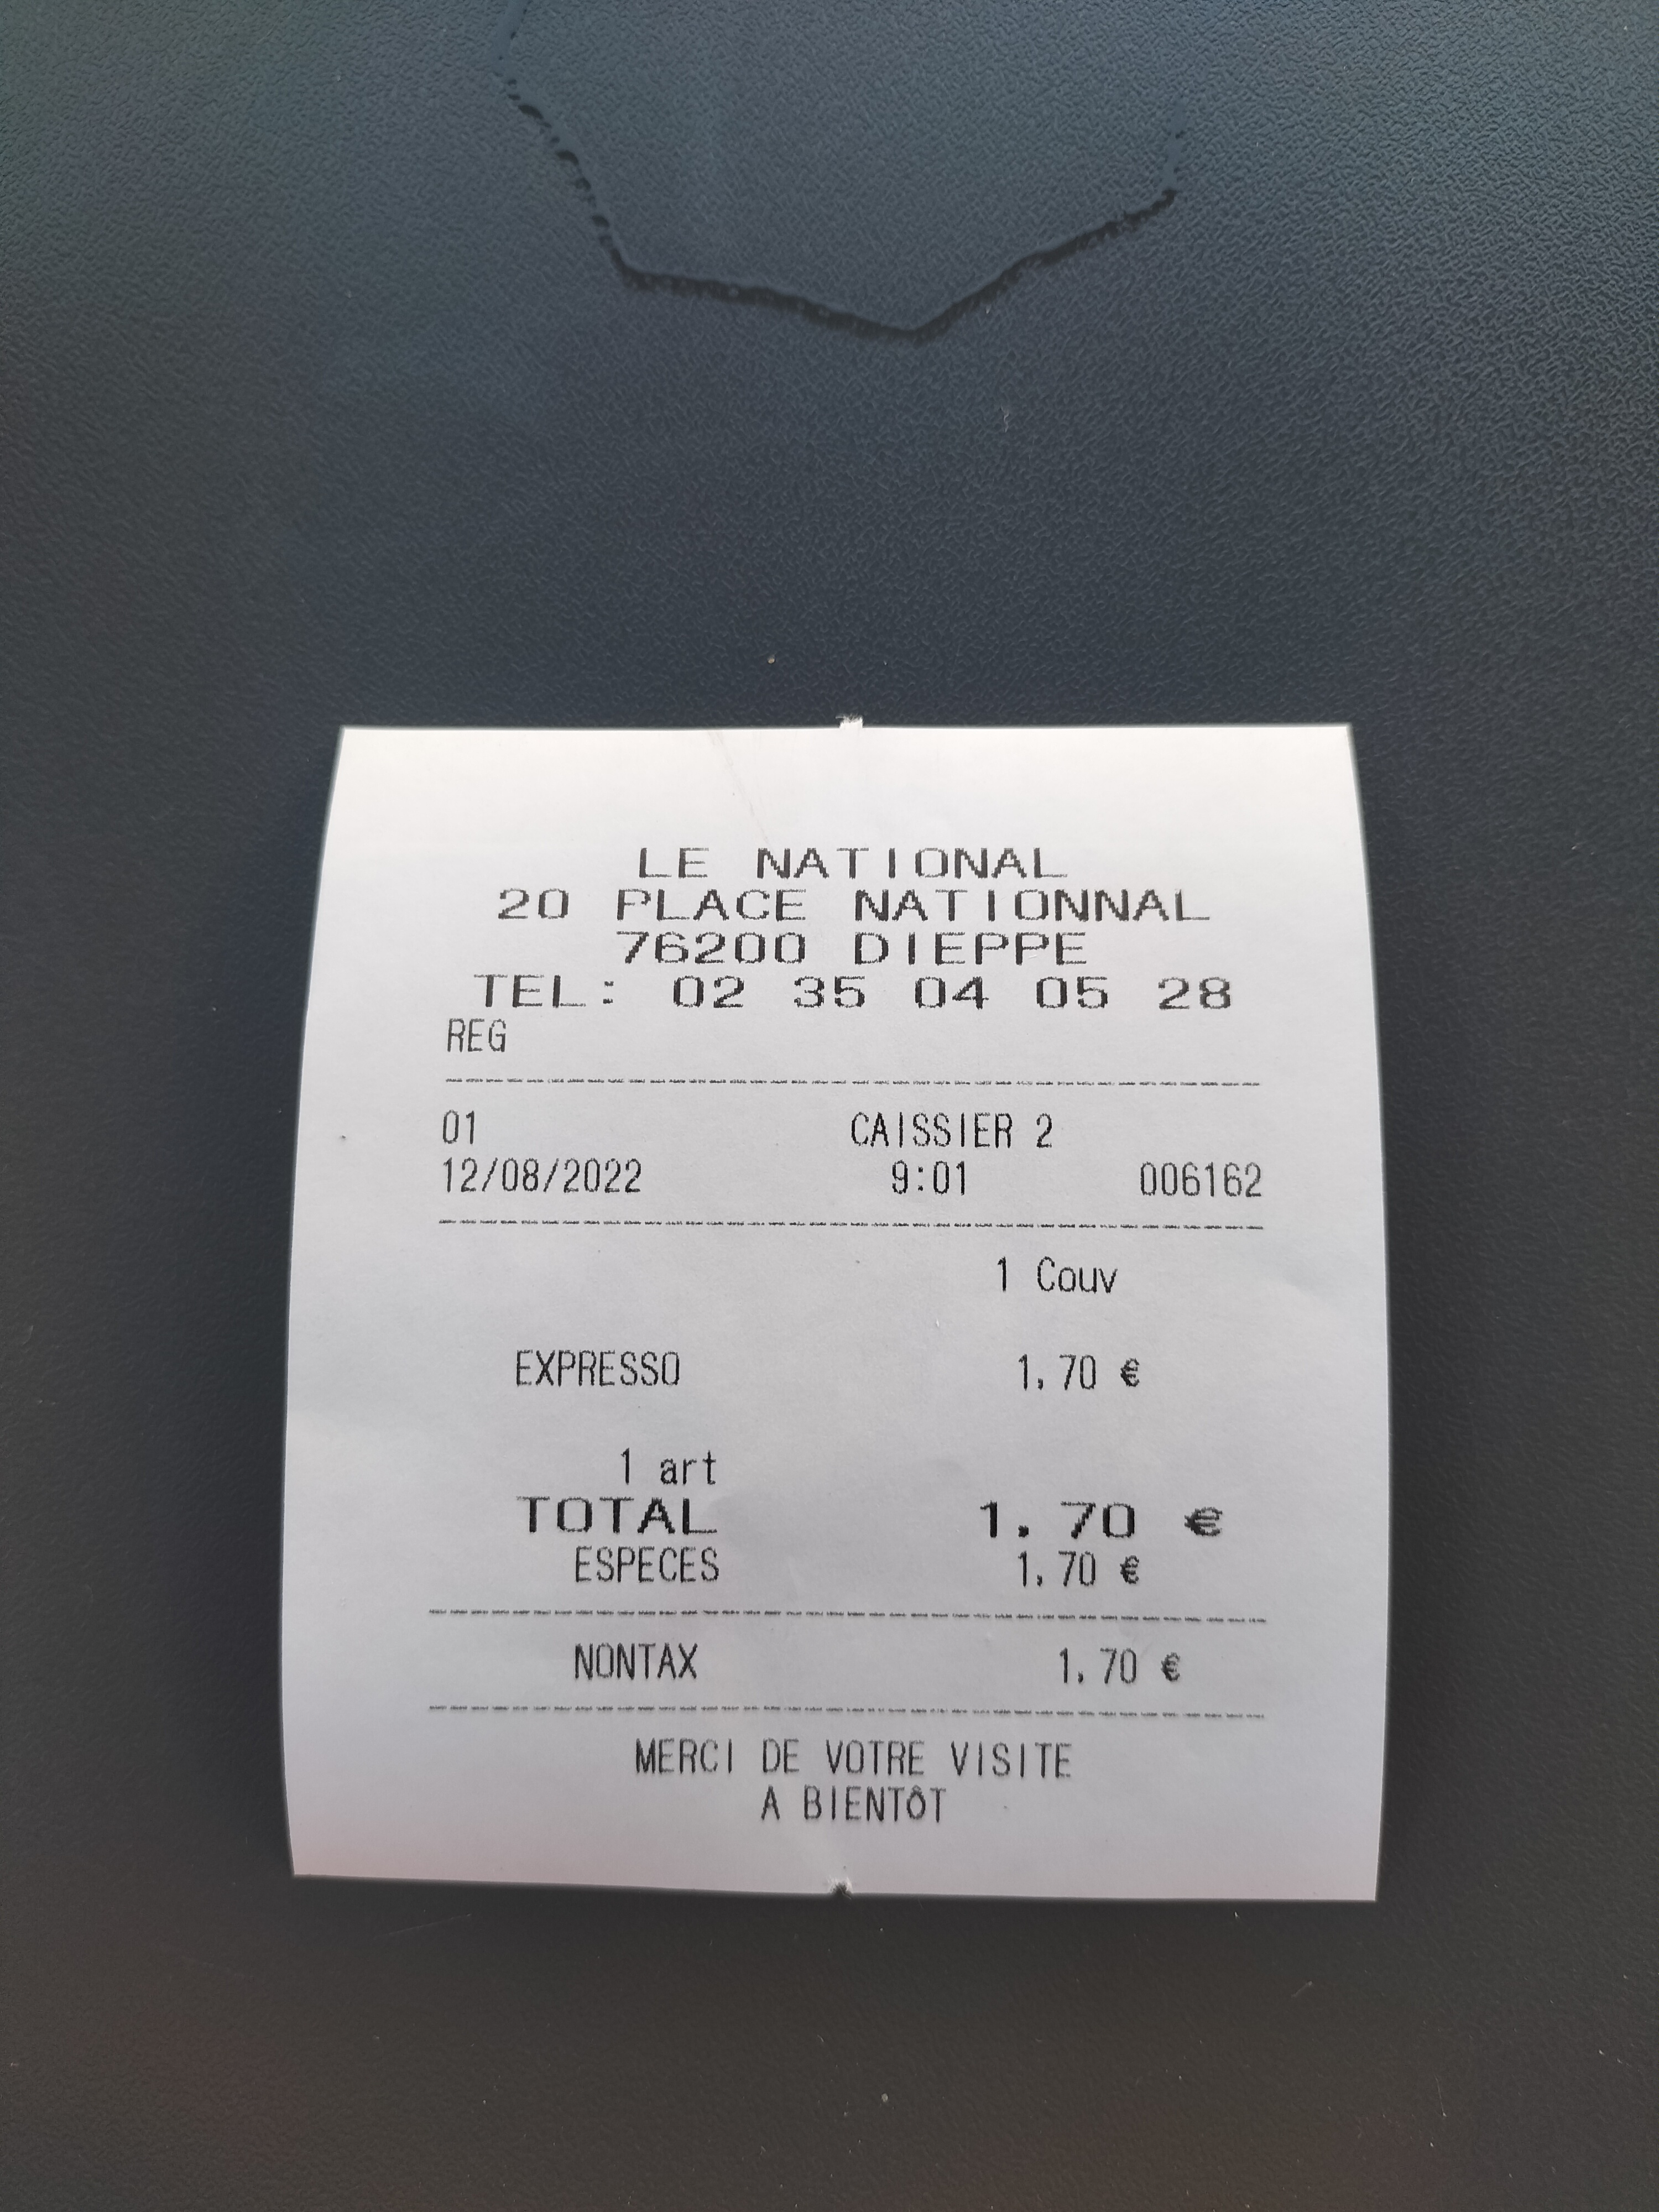 LE NATIONAL
20 PLACE NATIONNAL
76200 DIEPPE
TEL: 02 35 04 05 28
REG
01 CAISSIER 2
12/08/2022 9:01 006162
1 Couv
EXPRESSO 1,70 €
1 art
TOTAL 1.70 €
ESPECES 1,70 €
NONTAX 1,70 €
MERCI DE VOTRE VISITE
A BIENTôT